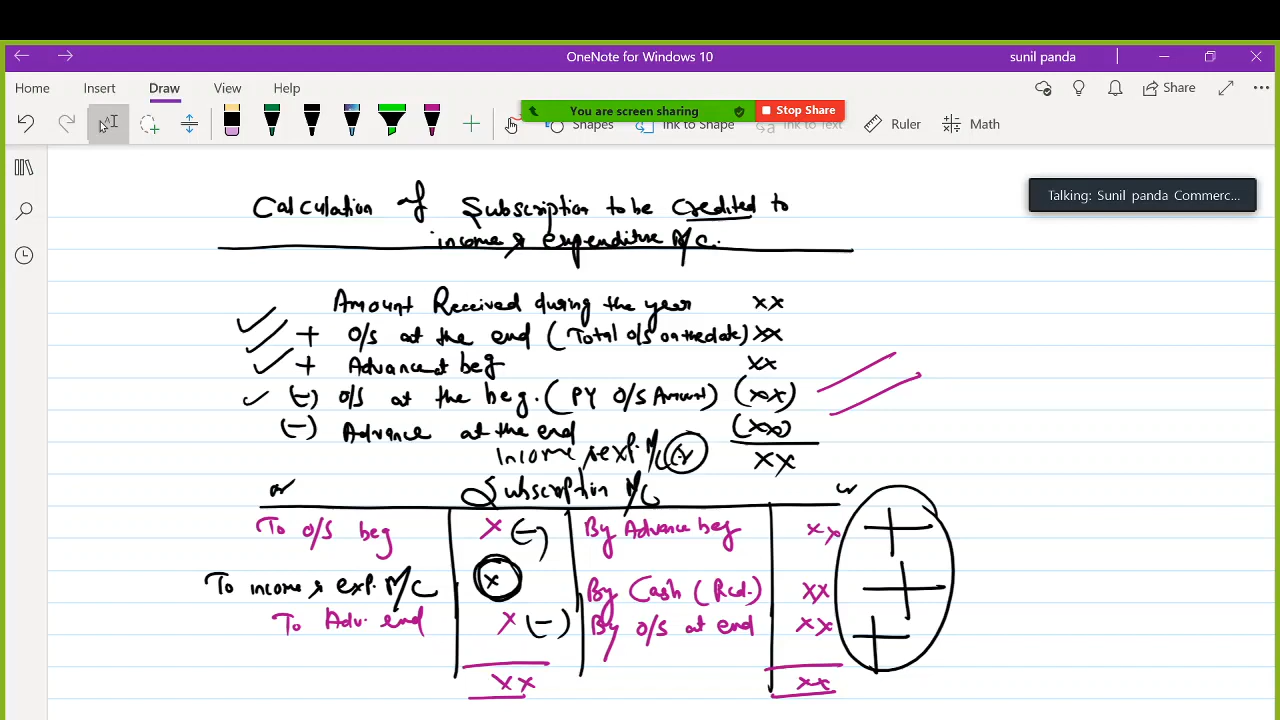 OneNote for Windows 10
sunil panda
Home Insert Draw View Help
You are screen sharing
Stop Share
Share
Shapes Ink to Shape Ink to Text Ruler Math
Talking: Sunil panda Commerc...
Calculation of Subscription to be credited to
income & expenditure A/C.
Amount Received during the year xx
+ O/S at the end (Total O/S on the date) xx
+ Advance at beg xx
(-) O/S at the beg. (PY O/S Amount) (xx)
(-) Advance at the end (xx)
income & exp. A/C xx
Subscription A/C
To O/S beg x (-) By Advance beg xx
To income & exp. A/C x By Cash (Rcd.) xx
To Adv. end x (-) By O/S at end xx
xx xx